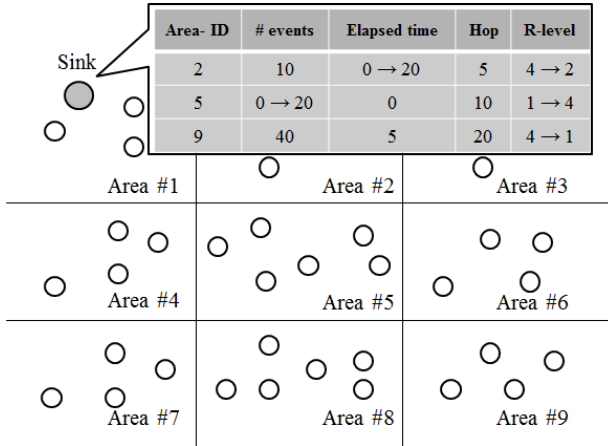 Area- ID # events Elapsed time Hop R-level
Sink
2 10 0 → 20 5 4 → 2
5 0 → 20 0 10 1 → 4
9 40 5 20 4 → 1
Area #1 Area #2 Area #3
Area #4 Area #5 Area #6
Area #7 Area #8 Area #9